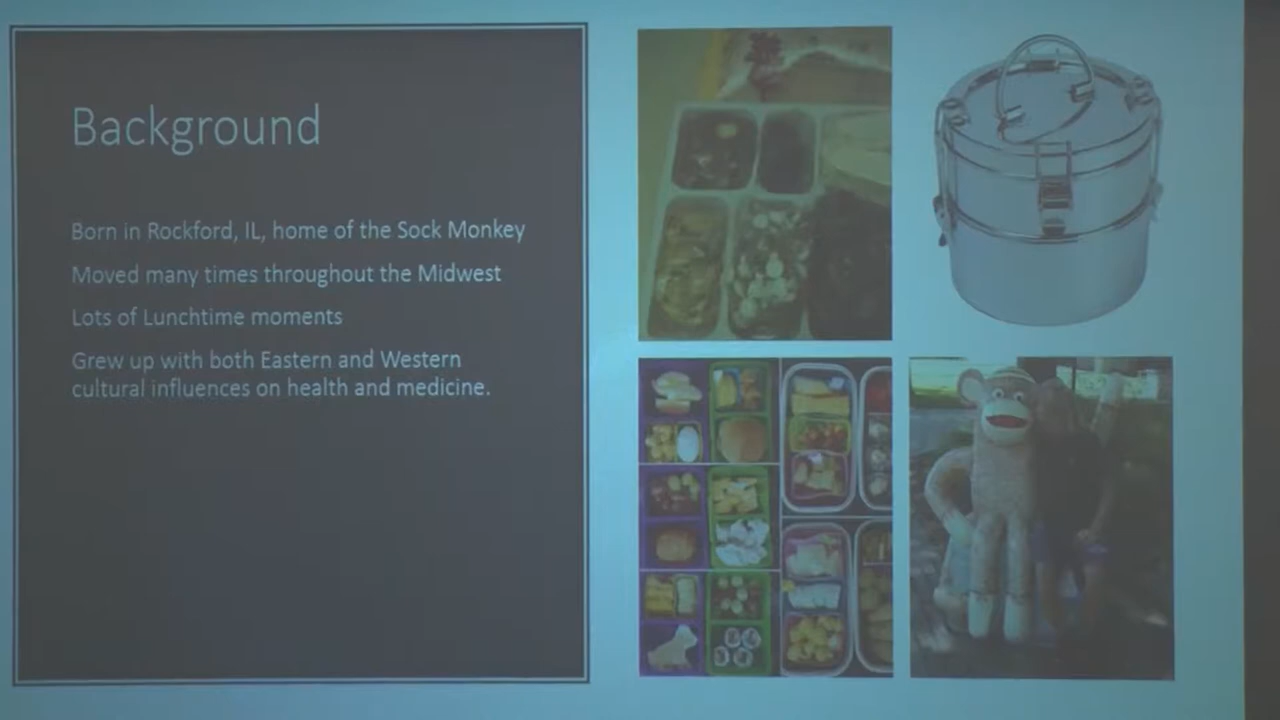 Background
Born in Rockford, IL, home of the Sock Monkey
Moved many times throughout the Midwest
Lots of Lunchtime moments
Grew up with both Eastern and Western
cultural influences on health and medicine.